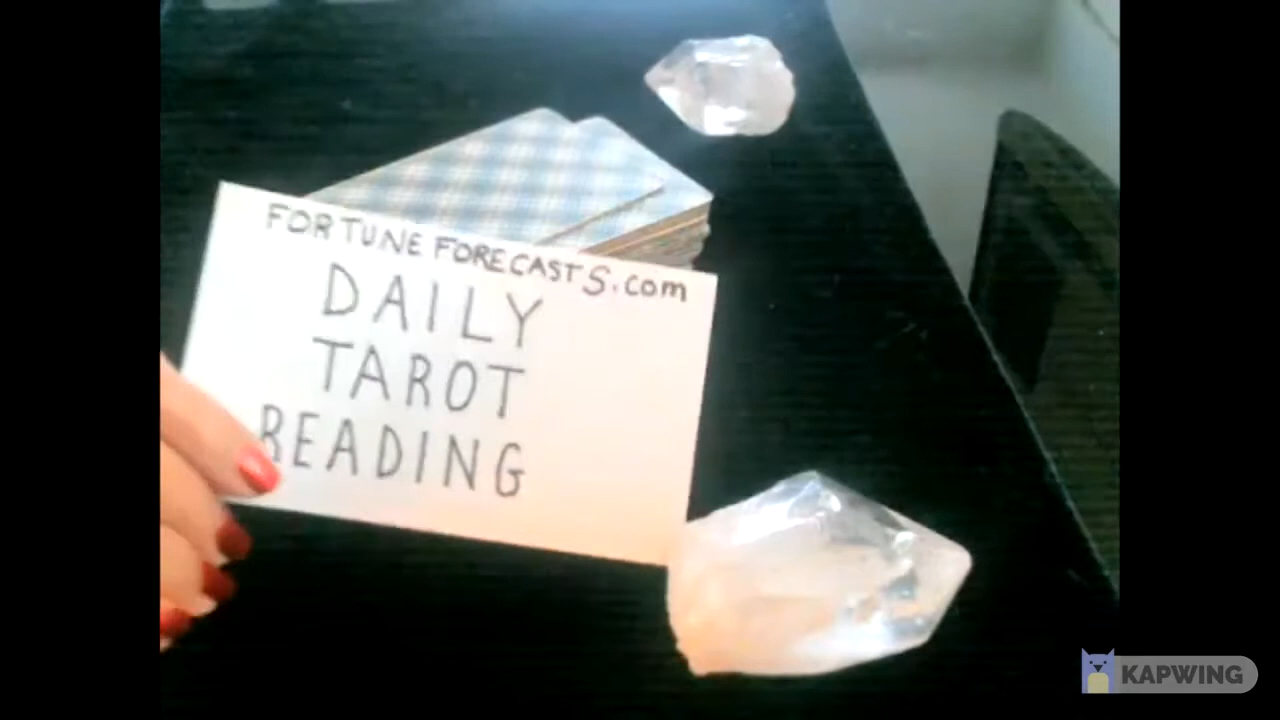 FORTUNE FORECASTS.com
DAILY
TAROT
READING
KAPWING